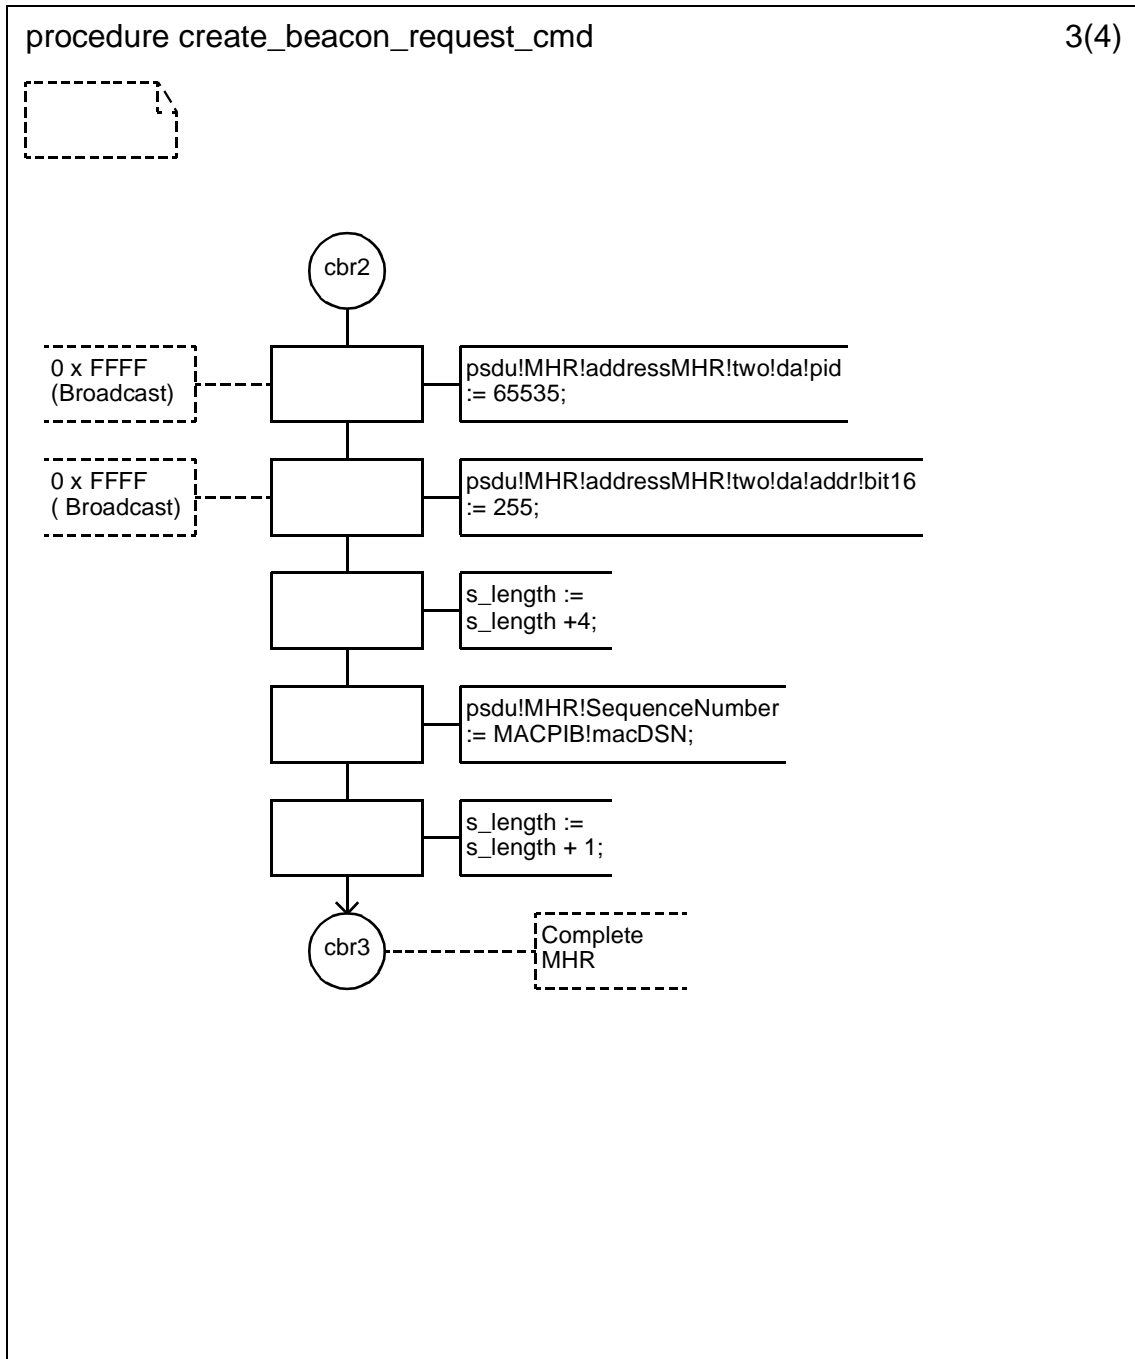 procedure create_beacon_request_cmd
3(4)
cbr2
0 x FFFF
(Broadcast)
psdu!MHR!addressMHR!two!da!pid
:= 65535;
0 x FFFF
( Broadcast)
psdu!MHR!addressMHR!two!da!addr!bit16
:= 255;
s_length :=
s_length +4;
psdu!MHR!SequenceNumber
:= MACPIB!macDSN;
s_length :=
s_length + 1;
cbr3
Complete
MHR